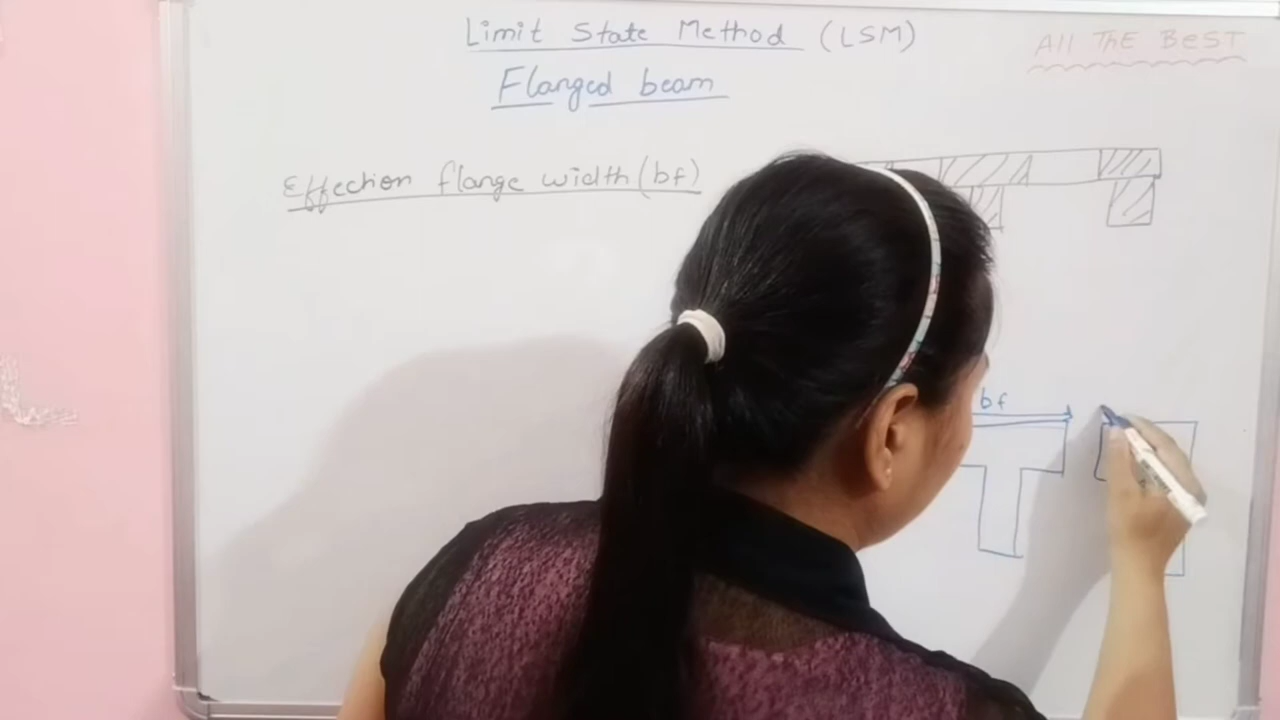 Limit State Method (LSM)
All THE BeST
Flanged beam
Effection flange width (bf)
bf